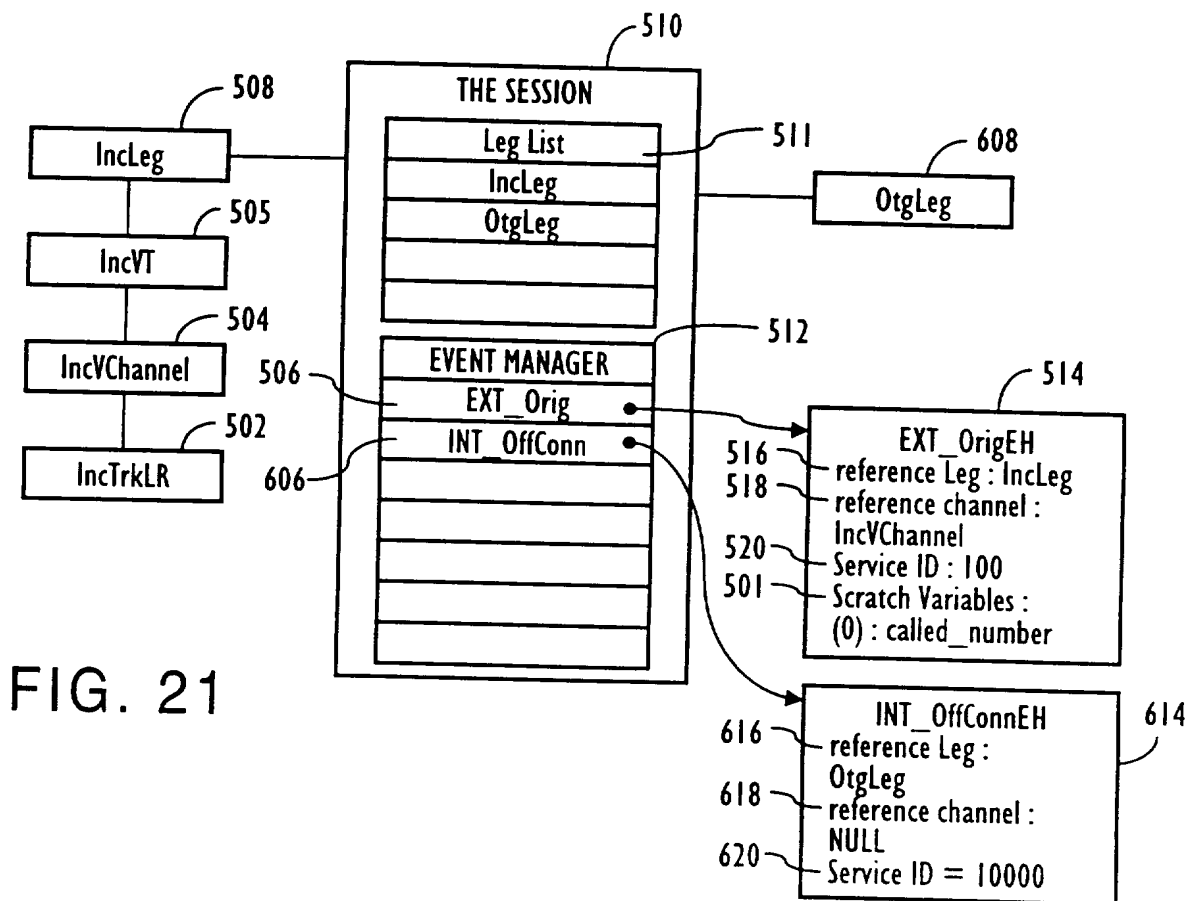 510
THE SESSION
508
IncLeg
Leg List
511
IncLeg
608
OtgLeg
OtgLeg
505
IncVT
504
IncVChannel
512
EVENT MANAGER
506
EXT_Orig
514
502
IncTrkLR
606
INT_OffConn
EXT_OrigEH
516
reference Leg : IncLeg
518
reference channel :
IncVChannel
520
Service ID : 100
501
Scratch Variables :
(0) : called_number
FIG. 21
INT_OffConnEH
614
616
reference Leg :
OtgLeg
618
reference channel :
NULL
620
Service ID = 10000